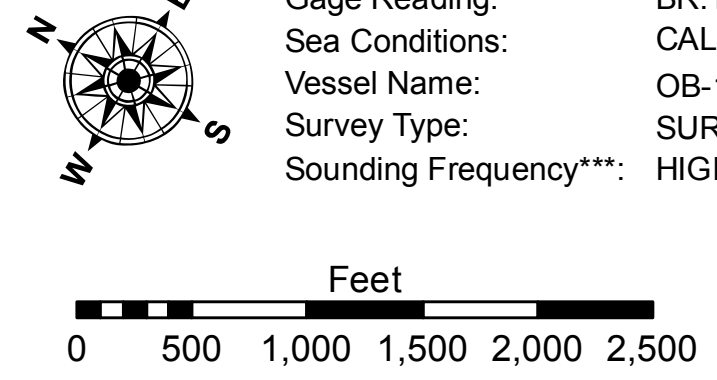 N
S
W
Gage Reading:
Sea Conditions:
Vessel Name:
Survey Type:
Sounding Frequency***:
Feet
0 500 1,000 1,500 2,000 2,500